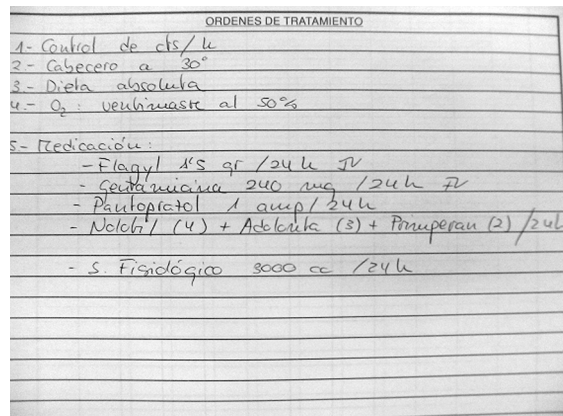 ORDENES DE TRATAMIENTO
1- Control de cts/h
2.- Cabecero a 30°
3.- Dieta absoluta
4.- O2: ventimask al 50%
5- Medicación:
- Flagyl 1'5 gr /24 h IV
- Gentamicina 240 mg /24 h IV
- Pantoprazol 1 amp/24h
- Nolotil (4) + Adolonta (3) + Primperan (2) /24h
- S. Fisiológico 3000 cc /24h